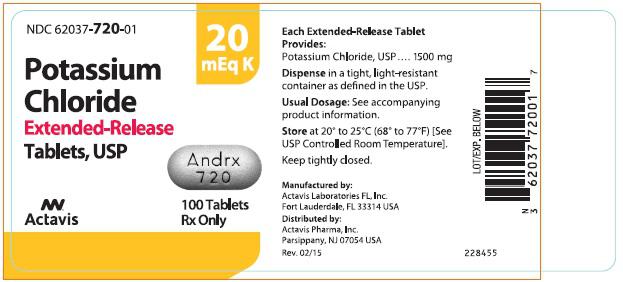 NDC 62037-720-01
20
mEq K
Potassium
Chloride
Extended-Release
Tablets, USP
Andrx
720
Actavis
100 Tablets
Rx Only
Each Extended-Release Tablet
Provides:
Potassium Chloride, USP.... 1500 mg
Dispense in a tight, light-resistant
container as defined in the USP.
Usual Dosage: See accompanying
product information.
Store at 20° to 25°C (68° to 77°F) [See
USP Controlled Room Temperature].
Keep tightly closed.
Manufactured by:
Actavis Laboratories FL, Inc.
Fort Lauderdale, FL 33314 USA
Distributed by:
Actavis Pharma, Inc.
Parsippany, NJ 07054 USA
Rev. 02/15
228455
LOT/EXP. BELOW
N
3 62037 72001 7